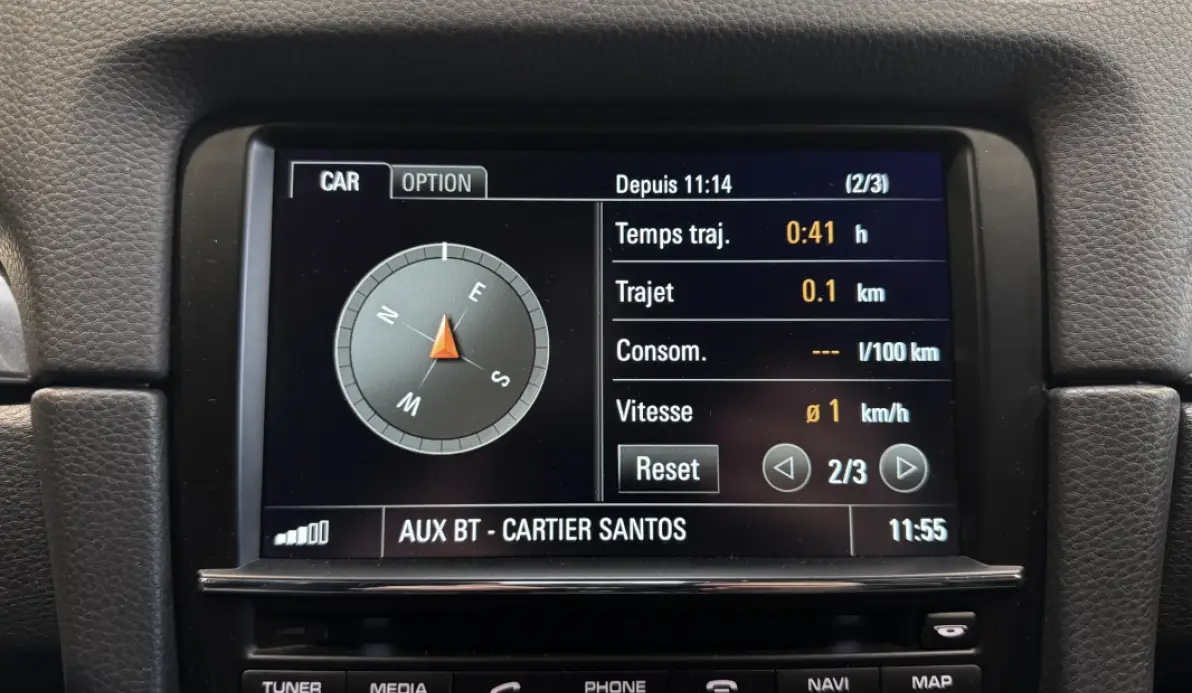 CAR OPTION
Depuis 11:14 (2/3)
Temps traj. 0:41 h
Trajet 0.1 km
Consom. --- l/100 km
Vitesse ø 1 km/h
Reset 2/3
N E S W
AUX BT - CARTIER SANTOS 11:55
TUNER MEDIA PHONE NAVI MAP